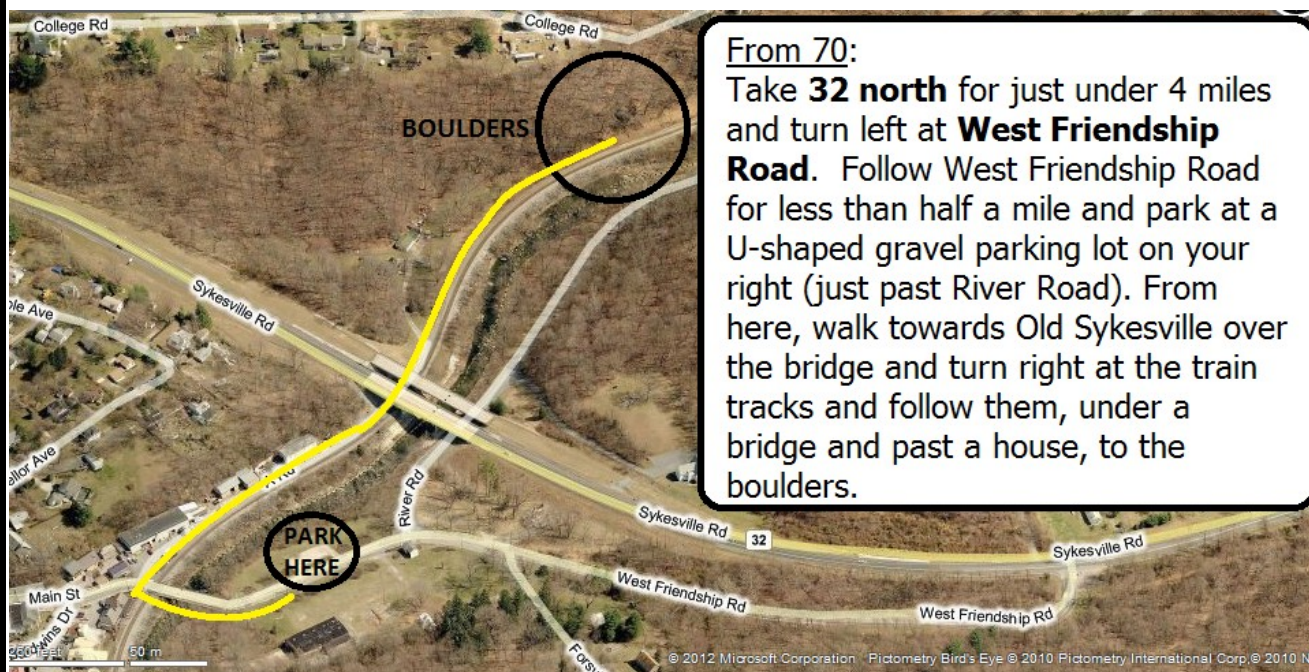 College Rd
College Rd
BOULDERS
From 70:
Take 32 north for just under 4 miles
and turn left at West Friendship
Road. Follow West Friendship Road
for less than half a mile and park at a
U-shaped gravel parking lot on your
right (just past River Road). From
here, walk towards Old Sykesville over
the bridge and turn right at the train
tracks and follow them, under a
bridge and past a house, to the
boulders.
Sykesville Rd
Ave
Ave
River Rd
Sykesville Rd
32
Sykesville Rd
PARK
HERE
Main St
West Friendship Rd
West Friendship Rd
feet
50 m
© 2012 Microsoft Corporation Pictometry Bird's Eye © 2010 Pictometry International Corp,© 2010